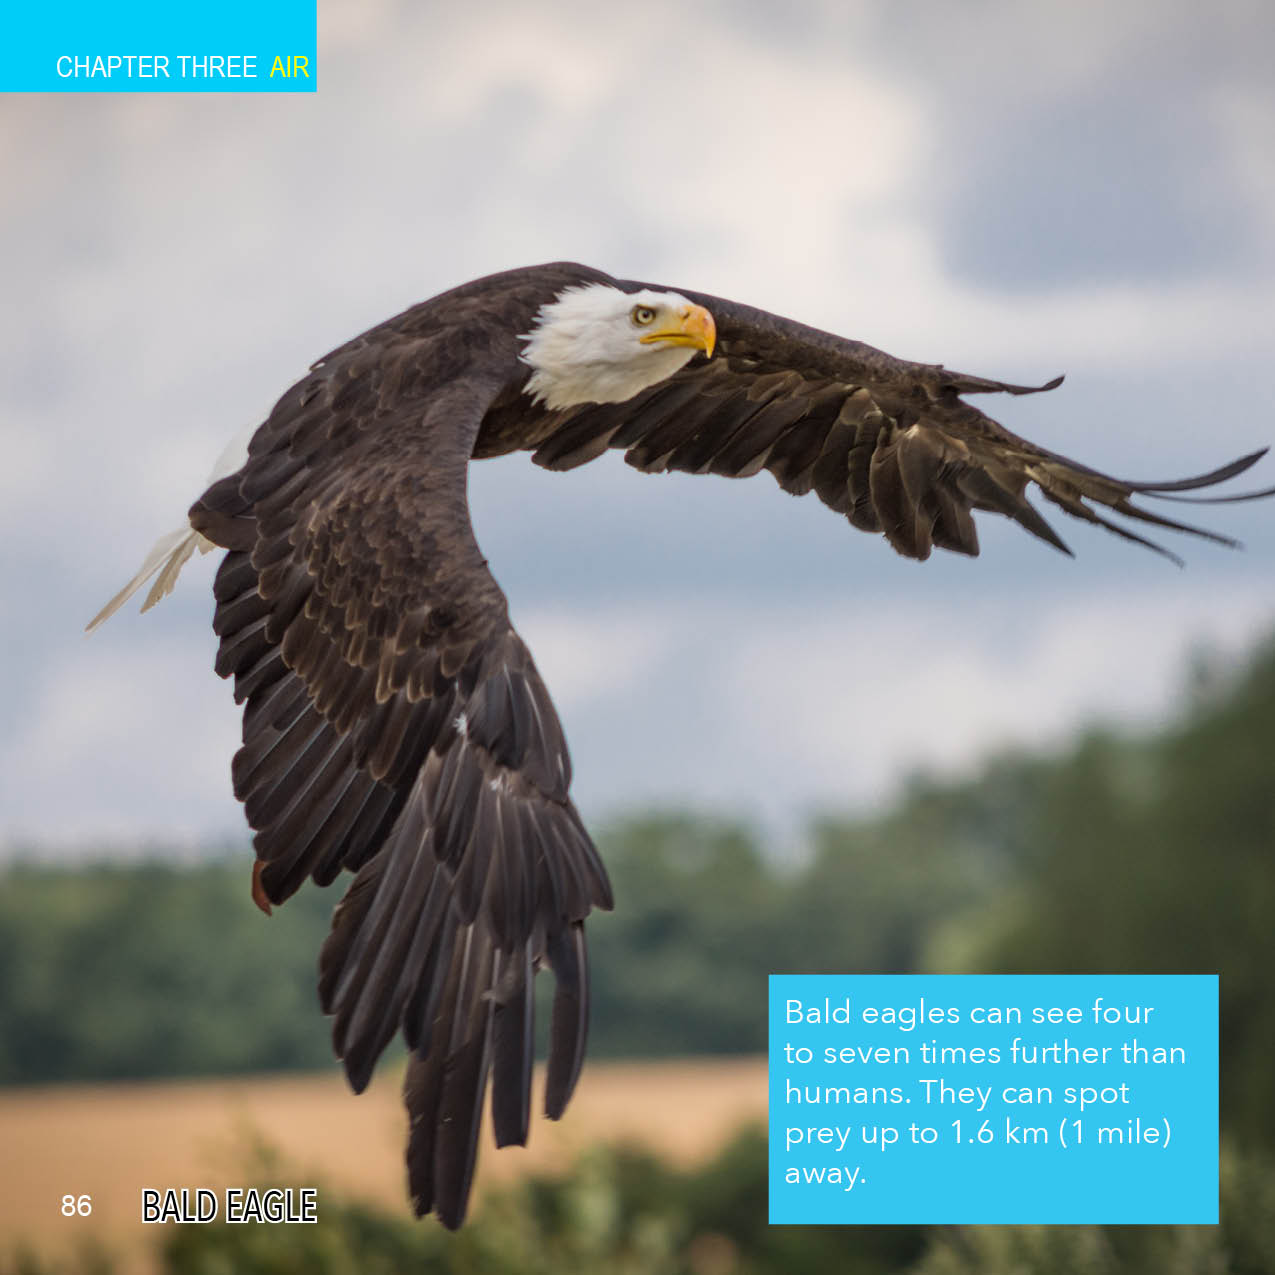 CHAPTER THREE AIR
Bald eagles can see four
to seven times further than
humans. They can spot
prey up to 1.6 km (1 mile)
away.
86 BALD EAGLE